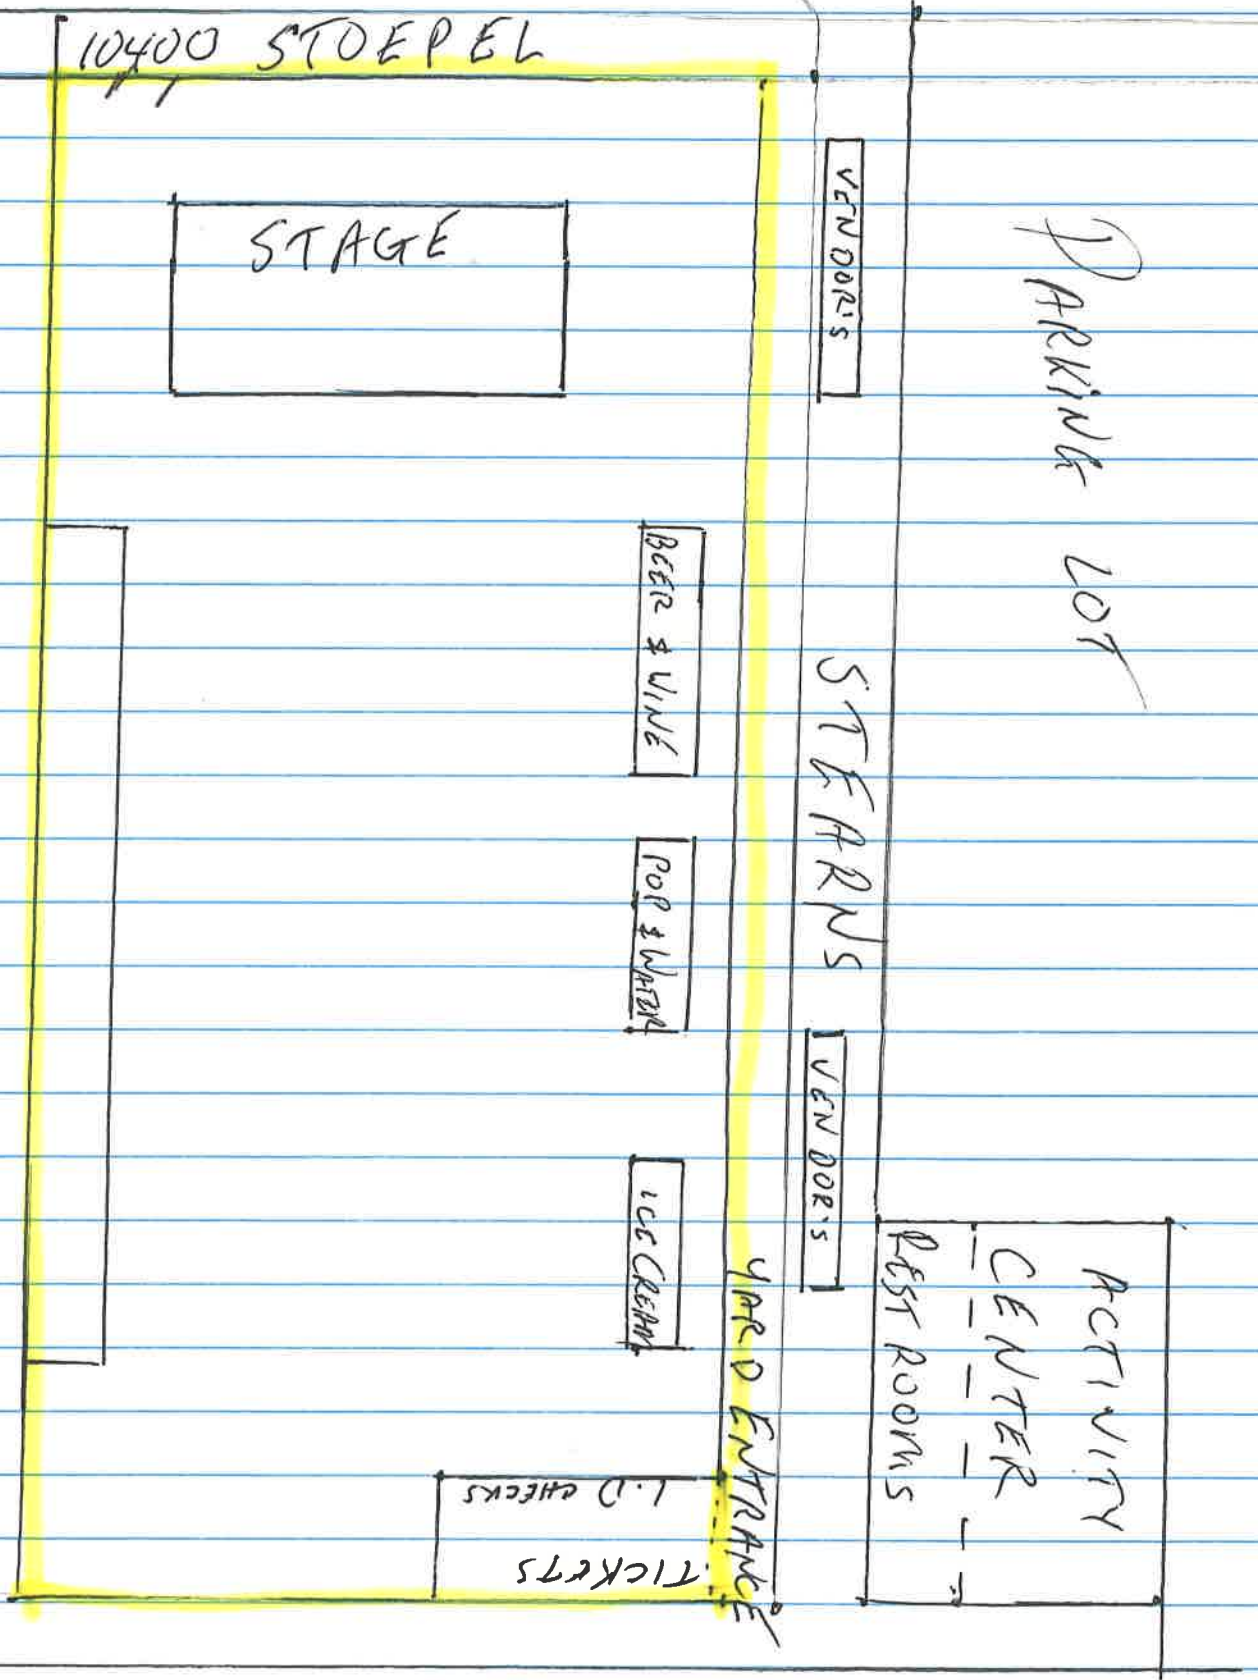 10400 STOEPEL
STAGE
VENDOR'S
PARKING LOT
BEER & WINE
STEARNS
POP & WATER
VENDOR'S
ICE CREAM
YARD ENTRANCE
ACTIVITY
CENTER
REST ROOMS
I.D CHECKS
TICKETS